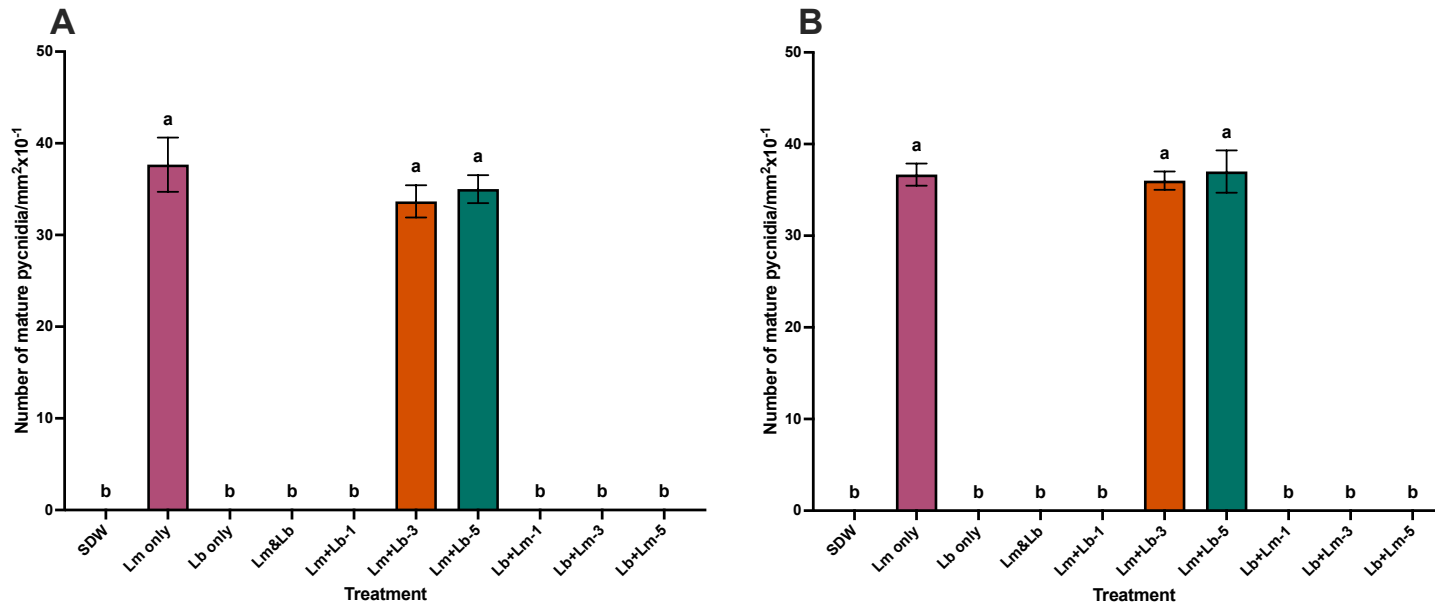 A
Number of mature pycnidia/mm²x10⁻¹
50
40
30
20
10
0
a
a
a
b
b
b
b
b
b
b
SDW
Lm only
Lb only
Lm&Lb
Lm+Lb-1
Lm+Lb-3
Lm+Lb-5
Lb+Lm-1
Lb+Lm-3
Lb+Lm-5
Treatment
B
Number of mature pycnidia/mm²x10⁻¹
50
40
30
20
10
0
a
a
a
b
b
b
b
b
b
b
SDW
Lm only
Lb only
Lm&Lb
Lm+Lb-1
Lm+Lb-3
Lm+Lb-5
Lb+Lm-1
Lb+Lm-3
Lb+Lm-5
Treatment